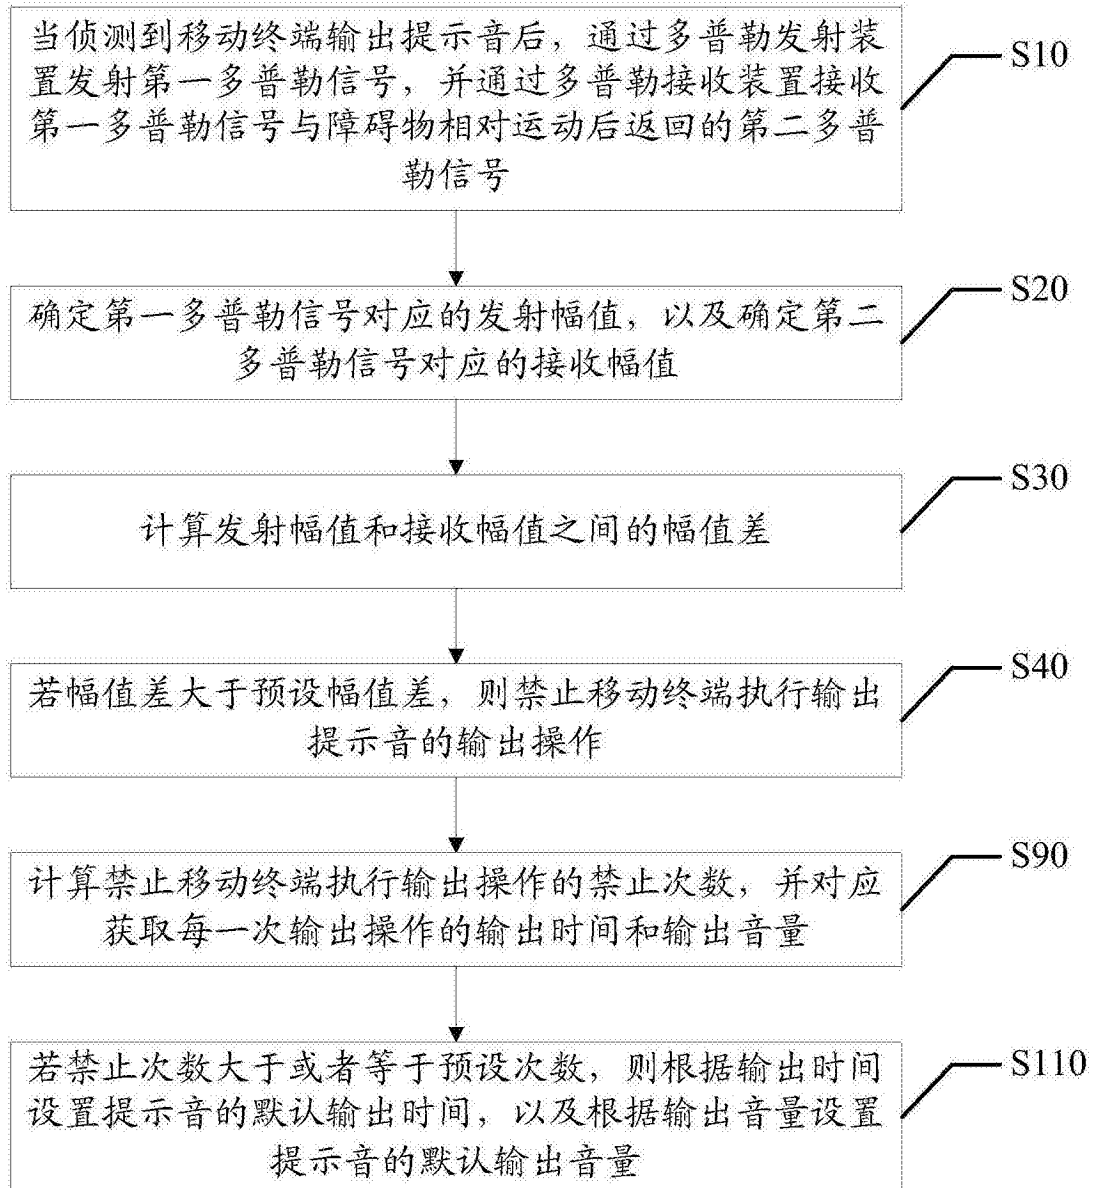 当侦测到移动终端输出提示音后，通过多普勒发射装
置发射第一多普勒信号，并通过多普勒接收装置接收
第一多普勒信号与障碍物相对运动后返回的第二多普
勒信号
S10
确定第一多普勒信号对应的发射幅值，以及确定第二
多普勒信号对应的接收幅值
S20
计算发射幅值和接收幅值之间的幅值差
S30
若幅值差大于预设幅值差，则禁止移动终端执行输出
提示音的输出操作
S40
计算禁止移动终端执行输出操作的禁止次数，并对应
获取每一次输出操作的输出时间和输出音量
S90
若禁止次数大于或者等于预设次数，则根据输出时间
设置提示音的默认输出时间，以及根据输出音量设置
提示音的默认输出音量
S110